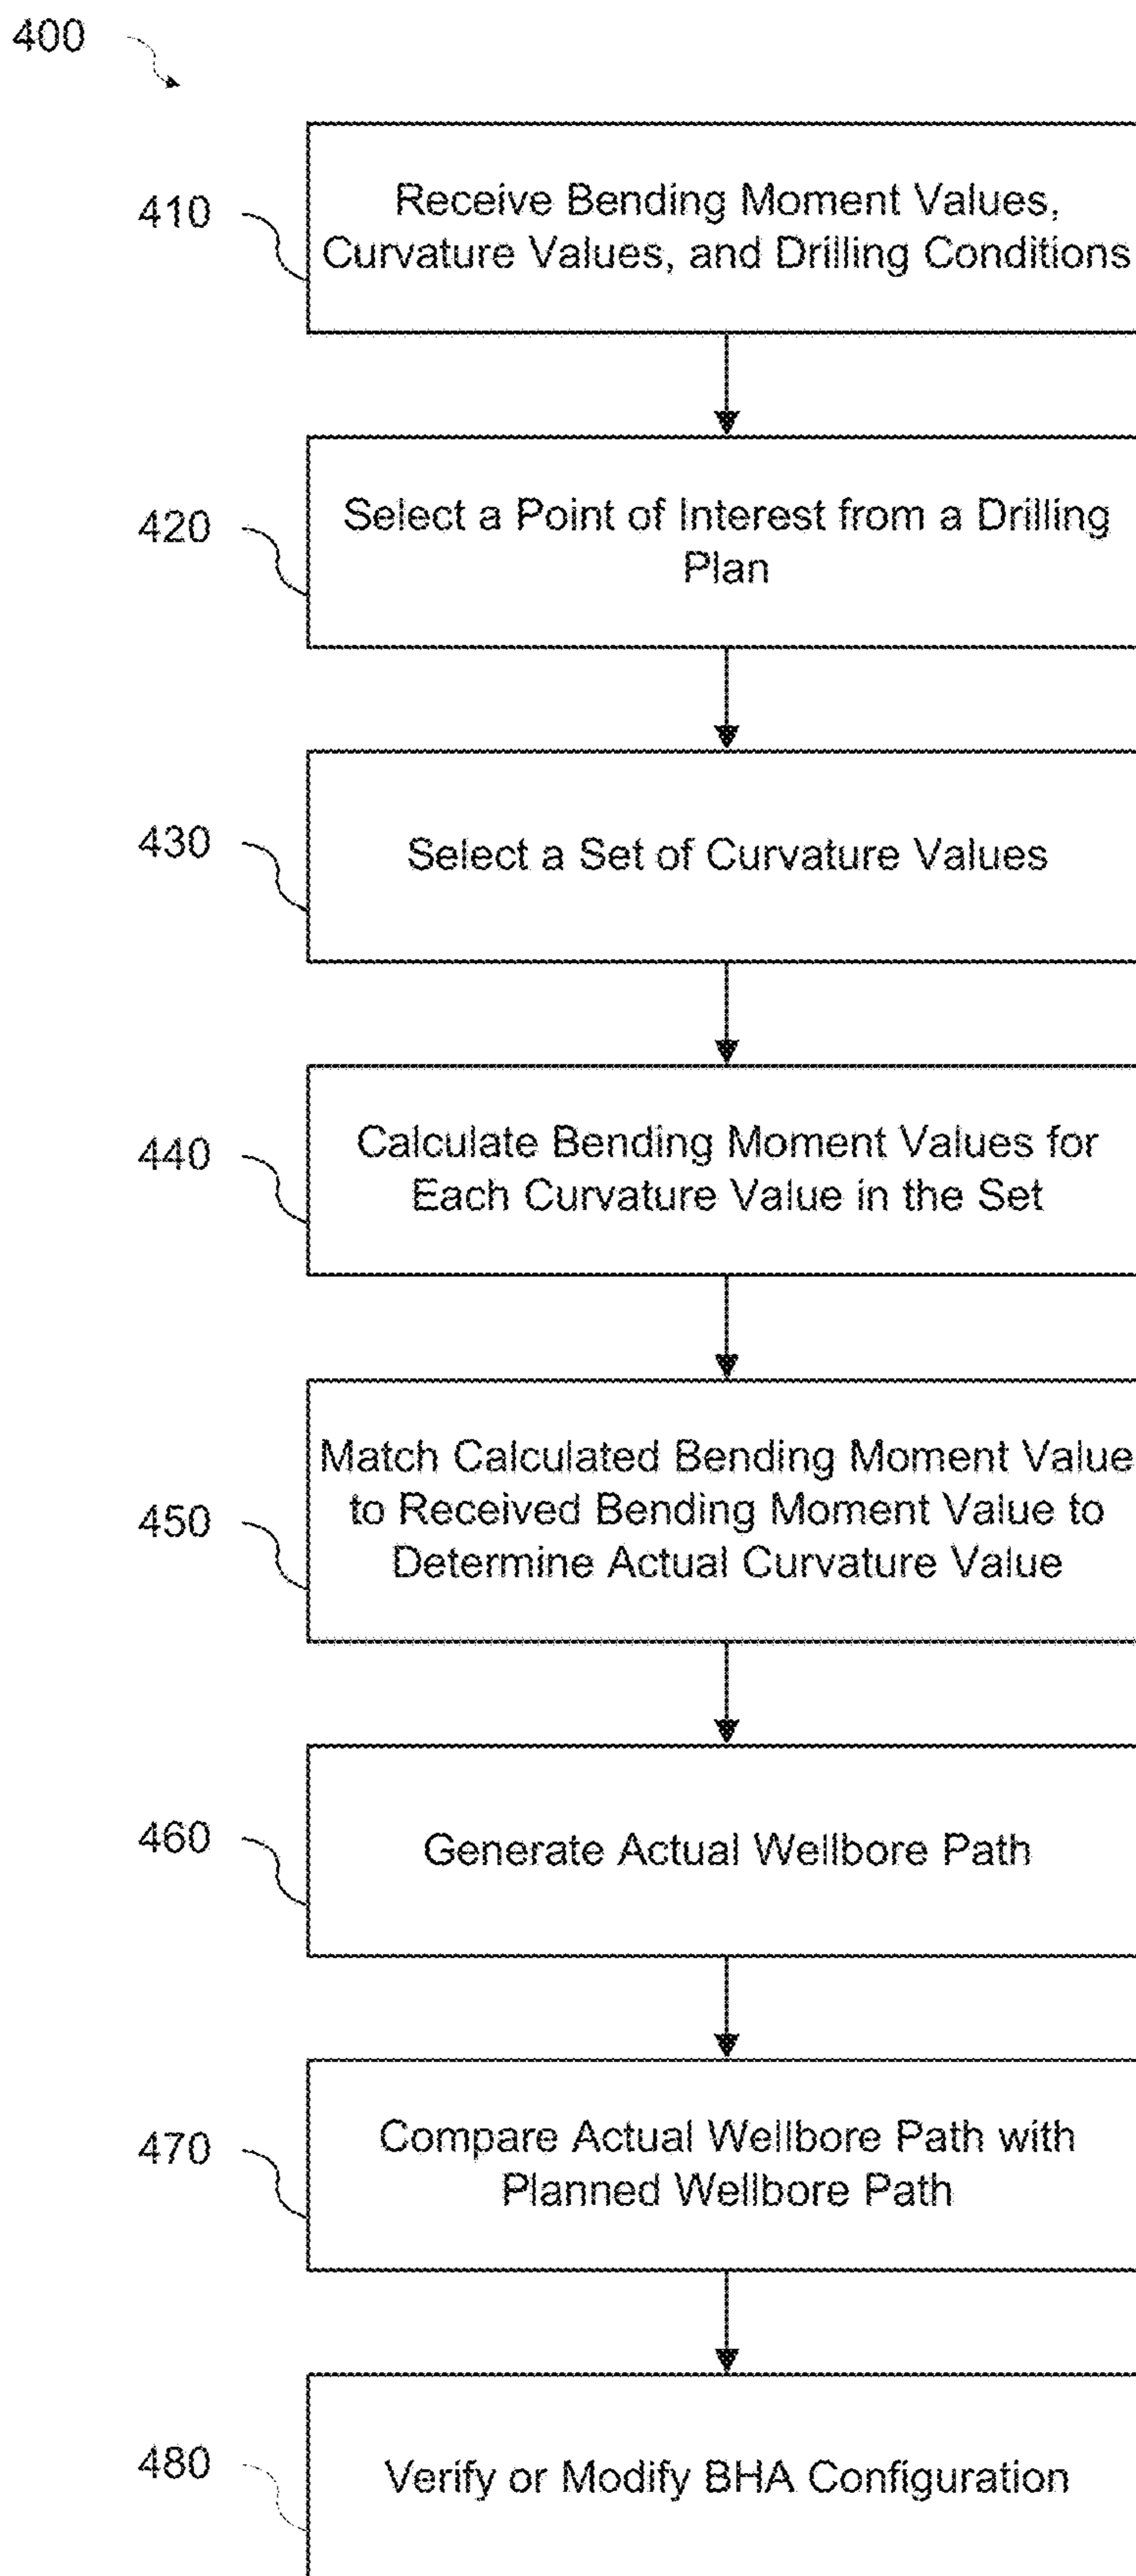 400
410
Receive Bending Moment Values,
Curvature Values, and Drilling Conditions
420
Select a Point of Interest from a Drilling
Plan
430
Select a Set of Curvature Values
440
Calculate Bending Moment Values for
Each Curvature Value in the Set
450
Match Calculated Bending Moment Value
to Received Bending Moment Value to
Determine Actual Curvature Value
460
Generate Actual Wellbore Path
470
Compare Actual Wellbore Path with
Planned Wellbore Path
480
Verify or Modify BHA Configuration